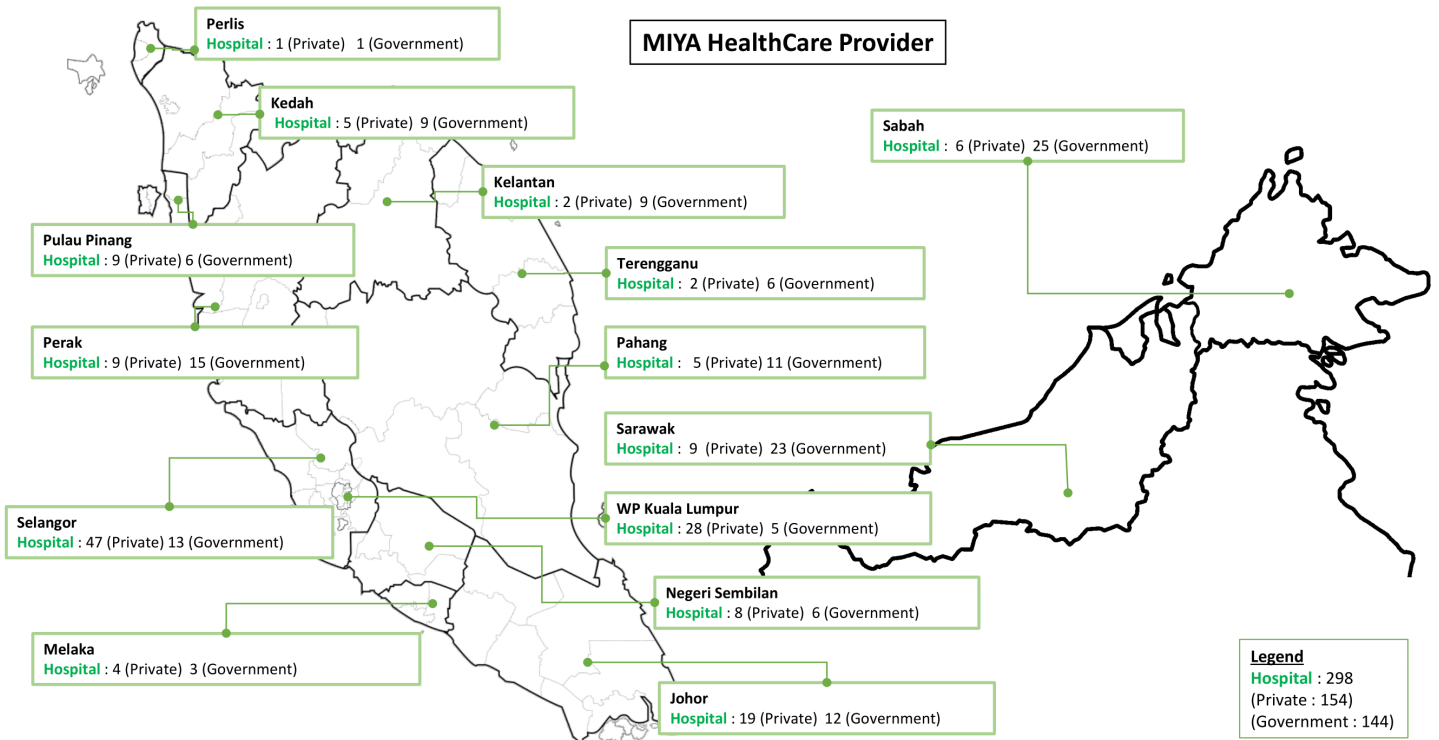 MIYA HealthCare Provider
Perlis
Hospital : 1 (Private) 1 (Government)
Kedah
Hospital : 5 (Private) 9 (Government)
Sabah
Hospital : 6 (Private) 25 (Government)
Kelantan
Hospital : 2 (Private) 9 (Government)
Pulau Pinang
Hospital : 9 (Private) 6 (Government)
Terengganu
Hospital : 2 (Private) 6 (Government)
Perak
Hospital : 9 (Private) 15 (Government)
Pahang
Hospital : 5 (Private) 11 (Government)
Sarawak
Hospital : 9 (Private) 23 (Government)
Selangor
Hospital : 47 (Private) 13 (Government)
WP Kuala Lumpur
Hospital : 28 (Private) 5 (Government)
Negeri Sembilan
Hospital : 8 (Private) 6 (Government)
Melaka
Hospital : 4 (Private) 3 (Government)
Johor
Hospital : 19 (Private) 12 (Government)
Legend
Hospital : 298
(Private : 154)
(Government : 144)